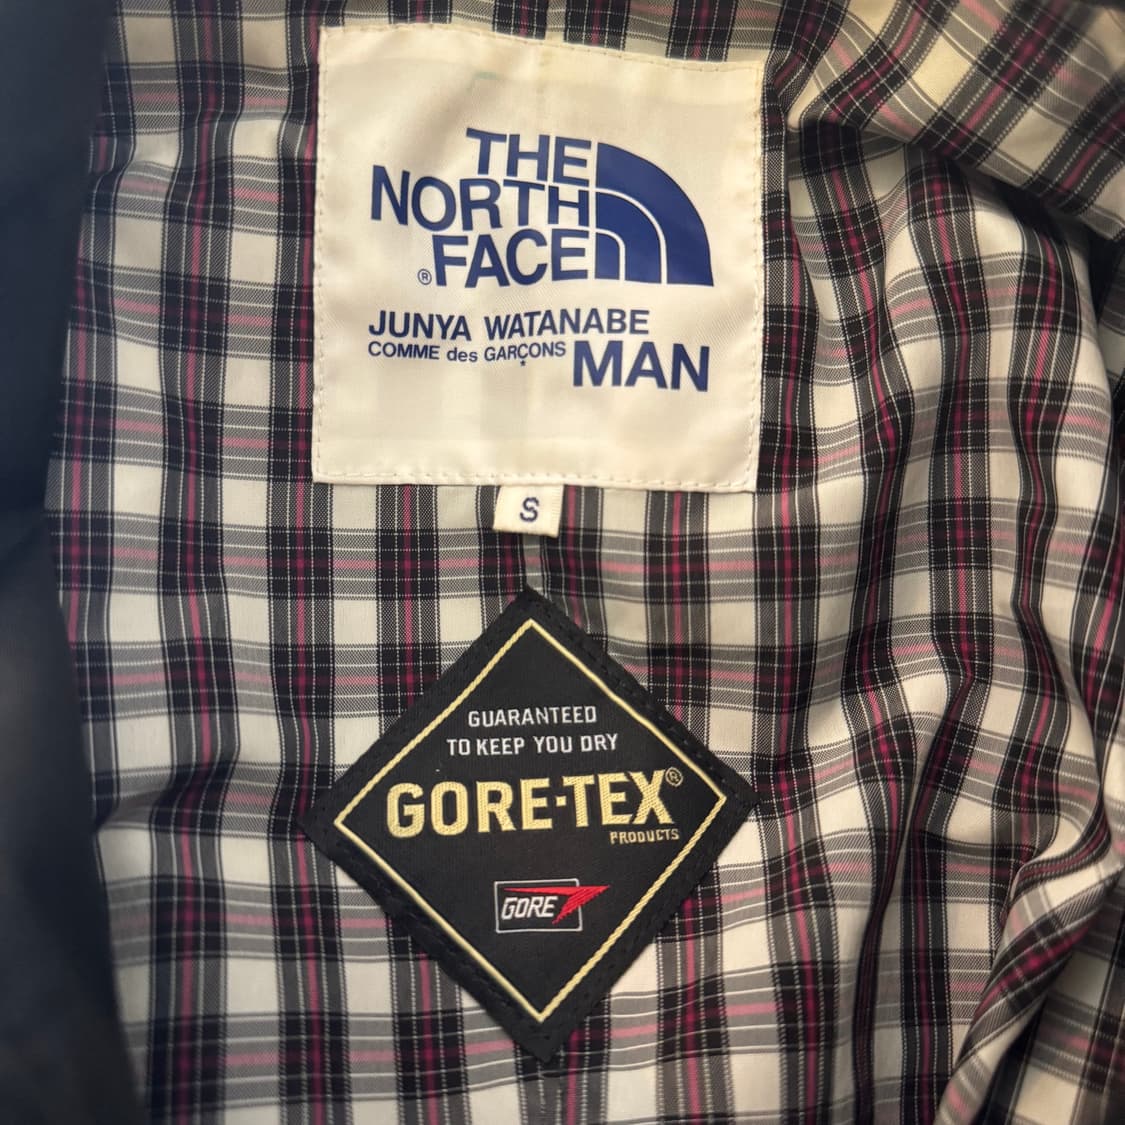 THE
NORTH
®FACE
JUNYA WATANABE
COMME des GARÇONS MAN
S
GUARANTEED
TO KEEP YOU DRY
GORE-TEX®
PRODUCTS
GORE